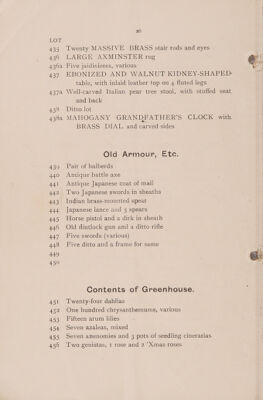 26
LOT
435 Twenty MASSIVE BRASS stair rods and eyes
436 LARGE AXMINSTER rug
436A Five jardinieres, various
437 EBONIZED AND WALNUT KIDNEY-SHAPED
table, with inlaid leather top on 4 fluted legs
437A Well-carved Italian pear tree stool, with stuffed seat
and back
438 Ditto lot
438A MAHOGANY GRANDFATHER'S CLOCK with
BRASS DIAL and carved sides
Old Armour, Etc.
439 Pair of halberds
440 Antique battle axe
441 Antique Japanese coat of mail
442 Two Japanese swords in sheaths
443 Indian brass-mounted spear
444 Japanese lance and 3 spears
445 Horse pistol and a dirk in sheath
446 Old flintlock gun and a ditto rifle
447 Five swords (various)
448 Five ditto and a frame for same
449
450
Contents of Greenhouse.
451 Twenty-four dahlias
452 One hundred chrysanthemums, various
453 Fifteen arum lilies
454 Seven azaleas, mixed
455 Seven anemonies and 3 pots of seedling cinerarias
456 Two genistas, 1 rose and 2 'Xmas roses